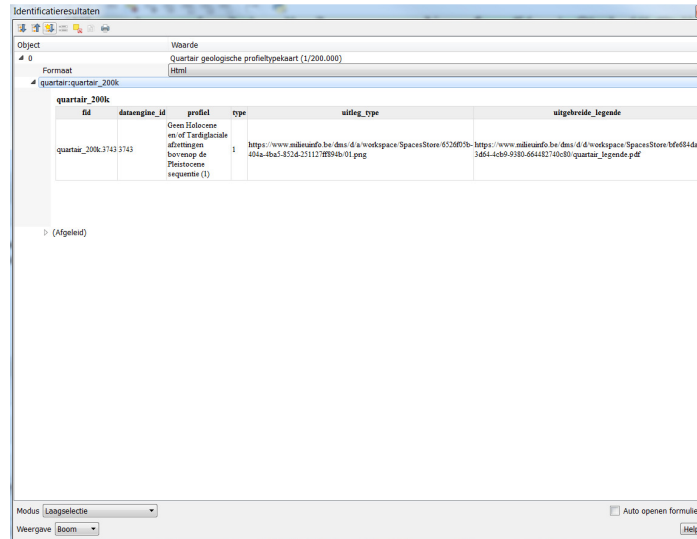 Identificatieresultaten
Object Waarde
0 Quartair geologische profieltypekaart (1/200.000)
Formaat Html
quartair:quartair_200k
quartair_200k
fid dataengine_id profiel type uitleg_type uitgebreide_legende
Geen Holocene
en/of Tardiglaciale
afzettingen
bovenop de
Pleistocene
sequentie (1)
quartair_200k.3743 3743 1
https://www.milieuinfo.be/dms/d/a/workspace/SpacesStore/6526f05b-
404a-4ba5-852d-251127ff894b/01.png
https://www.milieuinfo.be/dms/d/d/workspace/SpacesStore/bfe684da
3d64-4cb9-9380-664482740c80/quartair_legende.pdf
(Afgeleid)
Modus Laagselectie Auto openen formulie
Weergave Boom Help